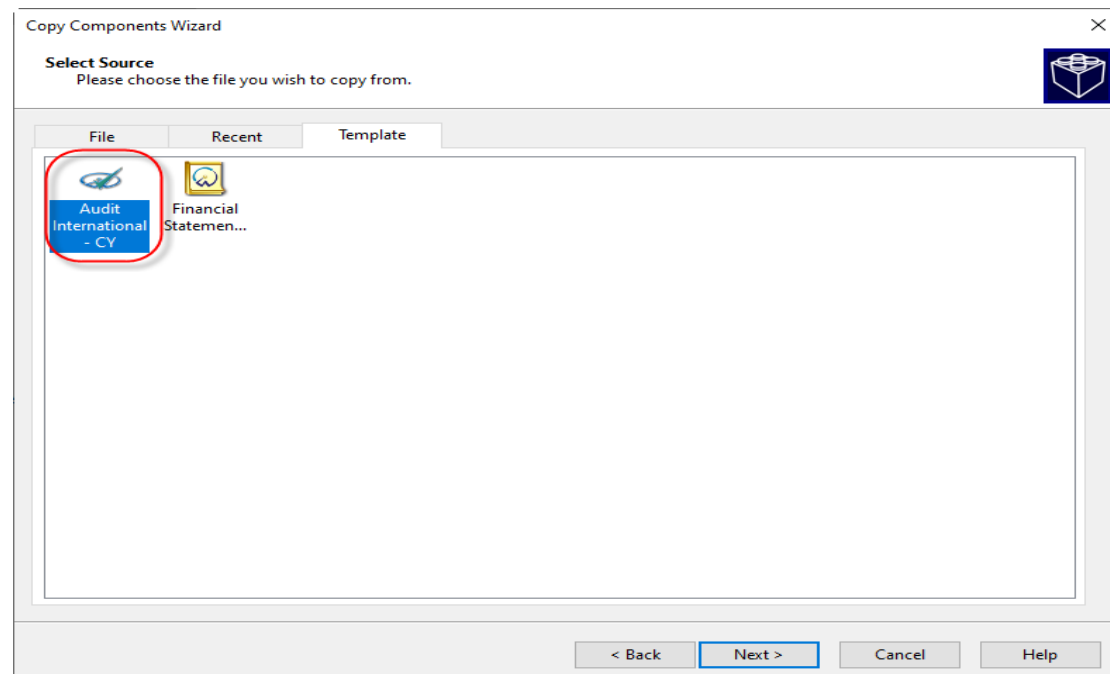 Copy Components Wizard
Select Source
Please choose the file you wish to copy from.
File Recent Template
Audit
International
- CY
Financial
Statemen...
< Back Next > Cancel Help